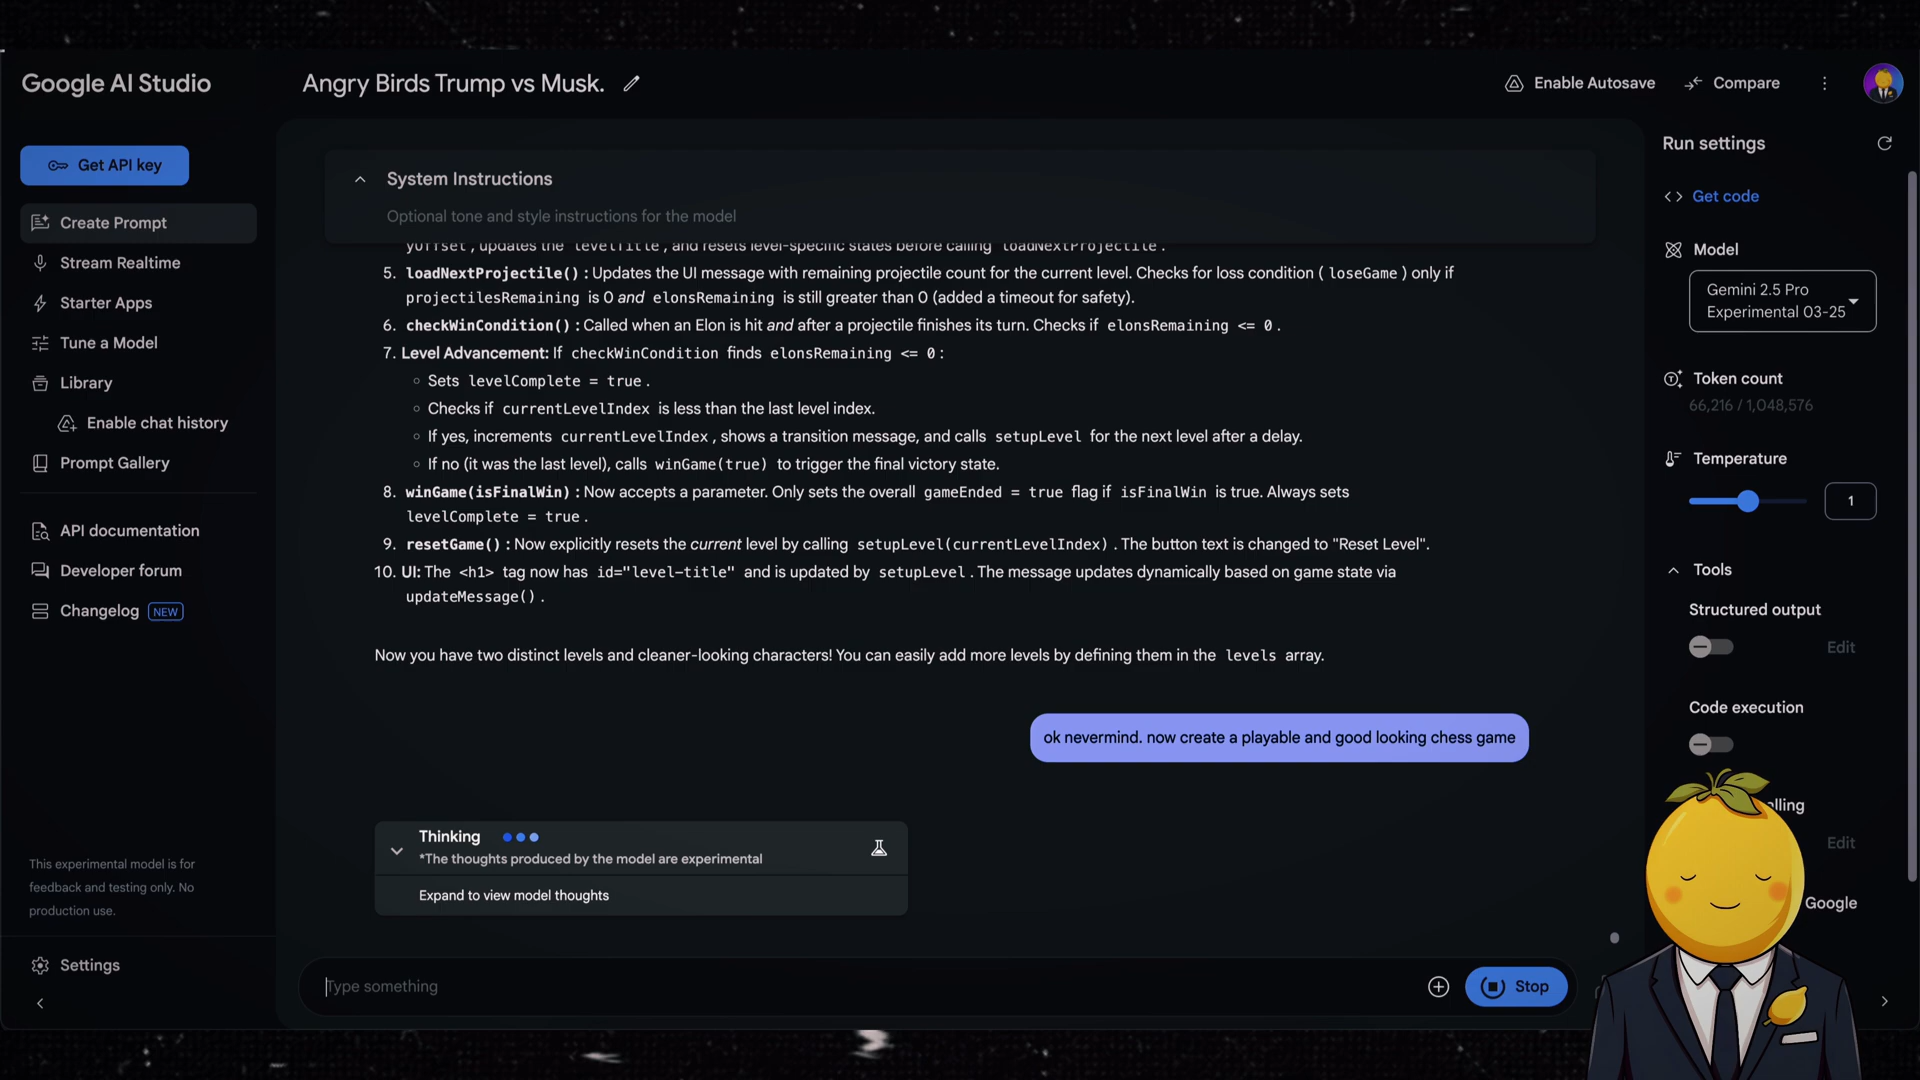 Google AI Studio
Angry Birds Trump vs Musk.
Enable Autosave
Compare
Get API key
Create Prompt
Stream Realtime
Starter Apps
Tune a Model
Library
Enable chat history
Prompt Gallery
API documentation
Developer forum
Changelog NEW
This experimental model is for
feedback and testing only. No
production use.
Settings
System Instructions
Optional tone and style instructions for the model
yOffset, updates the levelTitle, and resets level-specific states before calling loadNextProjectile.
5. loadNextProjectile(): Updates the UI message with remaining projectile count for the current level. Checks for loss condition (loseGame) only if
projectilesRemaining is 0 and elonsRemaining is still greater than 0 (added a timeout for safety).
6. checkWinCondition(): Called when an Elon is hit and after a projectile finishes its turn. Checks if elonsRemaining <= 0.
7. Level Advancement: If checkWinCondition finds elonsRemaining <= 0:
○ Sets levelComplete = true.
○ Checks if currentLevelIndex is less than the last level index.
○ If yes, increments currentLevelIndex, shows a transition message, and calls setupLevel for the next level after a delay.
○ If no (it was the last level), calls winGame(true) to trigger the final victory state.
8. winGame(isFinalWin): Now accepts a parameter. Only sets the overall gameEnded = true flag if isFinalWin is true. Always sets
levelComplete = true.
9. resetGame(): Now explicitly resets the current level by calling setupLevel(currentLevelIndex). The button text is changed to "Reset Level".
10. UI: The <h1> tag now has id="level-title" and is updated by setupLevel. The message updates dynamically based on game state via
updateMessage().
Now you have two distinct levels and cleaner-looking characters! You can easily add more levels by defining them in the levels array.
ok nevermind. now create a playable and good looking chess game
Thinking
*The thoughts produced by the model are experimental
Expand to view model thoughts
Type something
Stop
Run settings
Get code
Model
Gemini 2.5 Pro
Experimental 03-25
Token count
66,216 / 1,048,576
Temperature
1
Tools
Structured output
Edit
Code execution
Edit
Google